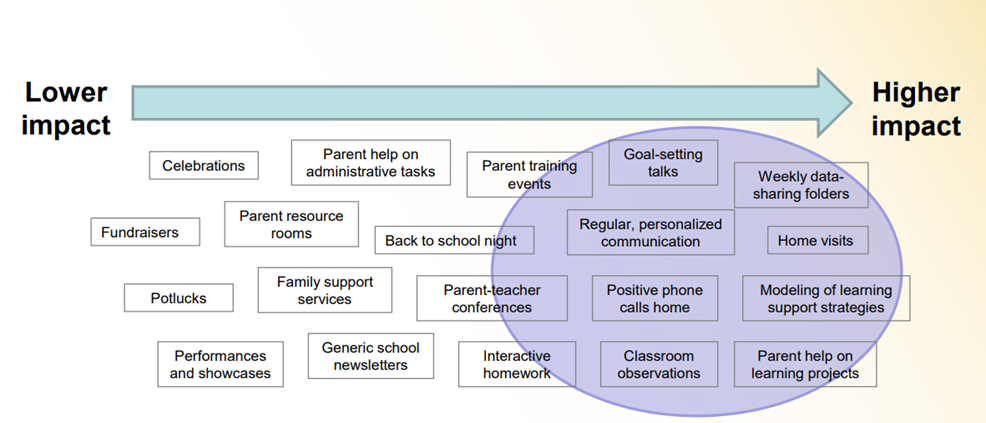 Lower
impact
Higher
impact
Celebrations
Parent help on
administrative tasks
Parent training
events
Goal-setting
talks
Weekly data-
sharing folders
Fundraisers
Parent resource
rooms
Back to school night
Regular, personalized
communication
Home visits
Potlucks
Family support
services
Parent-teacher
conferences
Positive phone
calls home
Modeling of learning
support strategies
Performances
and showcases
Generic school
newsletters
Interactive
homework
Classroom
observations
Parent help on
learning projects